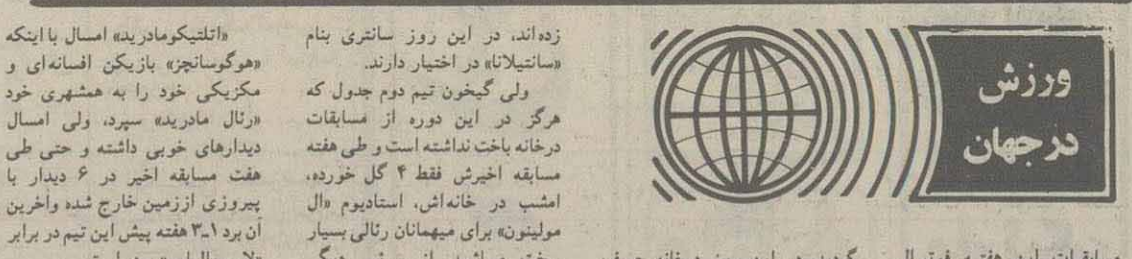 ورزش
در جهان
زده‌اند، در این روز سانتری بنام
«سانتیلانا» در اختیار دارند.
ولی گیخون تیم دوم جدول که
هرگز در این دوره از مسابقات
درخانه باخت نداشته است و طی هفته
مسابقه اخیرش فقط ۴ گل خورده،
امشب در خانه‌اش، استادیوم «ال
مولینون» برای میهمانان رئالی بسیار
«اتلتیکومادرید» امسال با اینکه
«هوگوسانچز» بازیکن افسانه‌ای و
مکزیکی خود را به همشهری خود
«رئال مادرید» سپرد، ولی امسال
دیدارهای خوبی داشته و حتی طی
هفت مسابقه اخیر در ۶ دیدار با
پیروزی اززمین خارج شده وآخرین
آن برد ۱ـ۳ هفته پیش این تیم در برابر